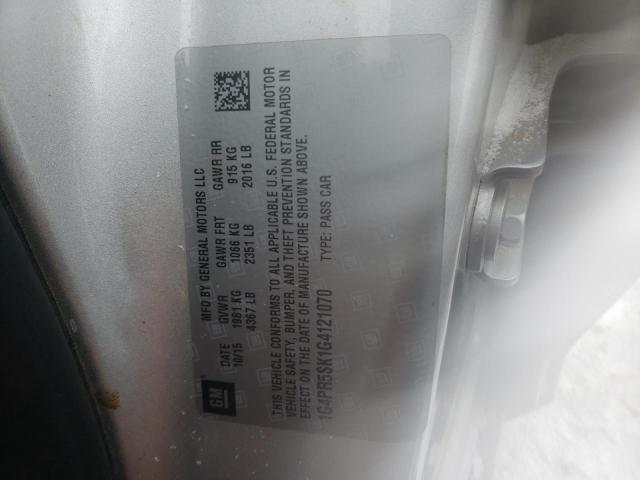 MFD BY GENERAL MOTORS LLC
DATE GVWR GAWR FRT GAWR RR
10/15 1981 KG 1066 KG 915 KG
4367 LB 2351 LB 2016 LB
GM
THIS VEHICLE CONFORMS TO ALL APPLICABLE U.S. FEDERAL MOTOR
VEHICLE SAFETY, BUMPER, AND THEFT PREVENTION STANDARDS IN
EFFECT ON THE DATE OF MANUFACTURE SHOWN ABOVE.
1G4PR5SK1G4121070 TYPE: PASS CAR